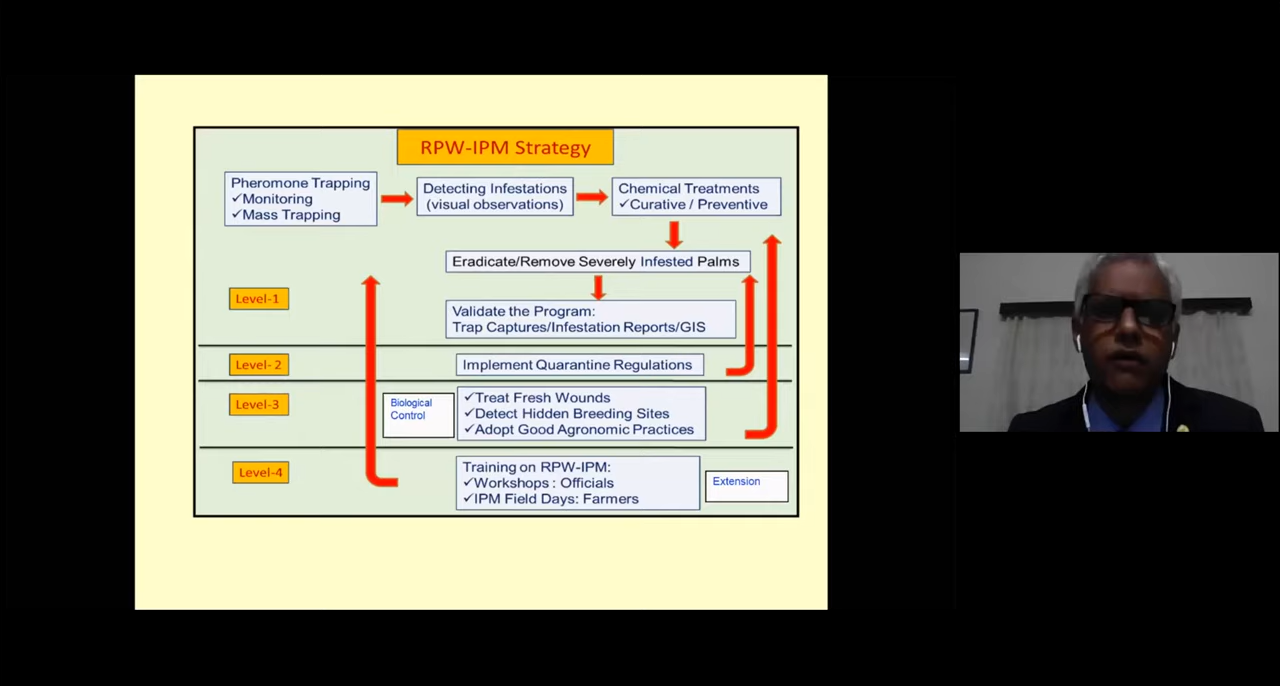 RPW-IPM Strategy
Pheromone Trapping
✓Monitoring
✓Mass Trapping
Detecting Infestations
(visual observations)
Chemical Treatments
✓Curative / Preventive
Eradicate/Remove Severely Infested Palms
Level-1
Validate the Program:
Trap Captures/Infestation Reports/GIS
Level- 2
Implement Quarantine Regulations
Level-3
Biological
Control
✓Treat Fresh Wounds
✓Detect Hidden Breeding Sites
✓Adopt Good Agronomic Practices
Level-4
Training on RPW-IPM:
✓Workshops : Officials
✓IPM Field Days: Farmers
Extension